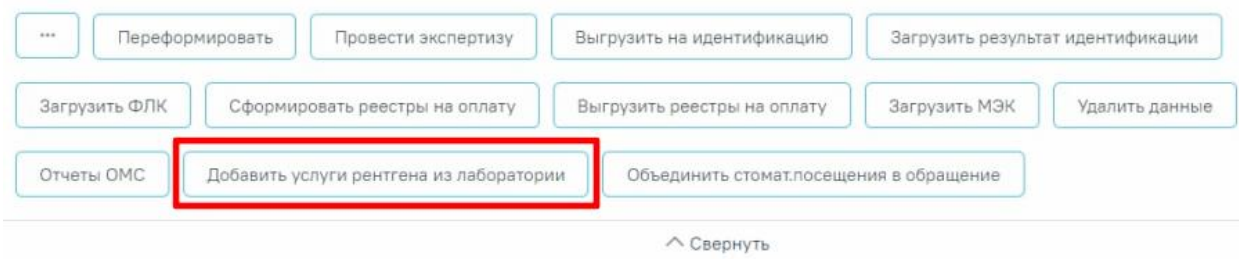 ... Переформировать Провести экспертизу Выгрузить на идентификацию Загрузить результат идентификации
Загрузить ФЛК Сформировать реестры на оплату Выгрузить реестры на оплату Загрузить МЭК Удалить данные
Отчеты ОМС Добавить услуги рентгена из лаборатории Объединить стомат.посещения в обращение
Свернуть